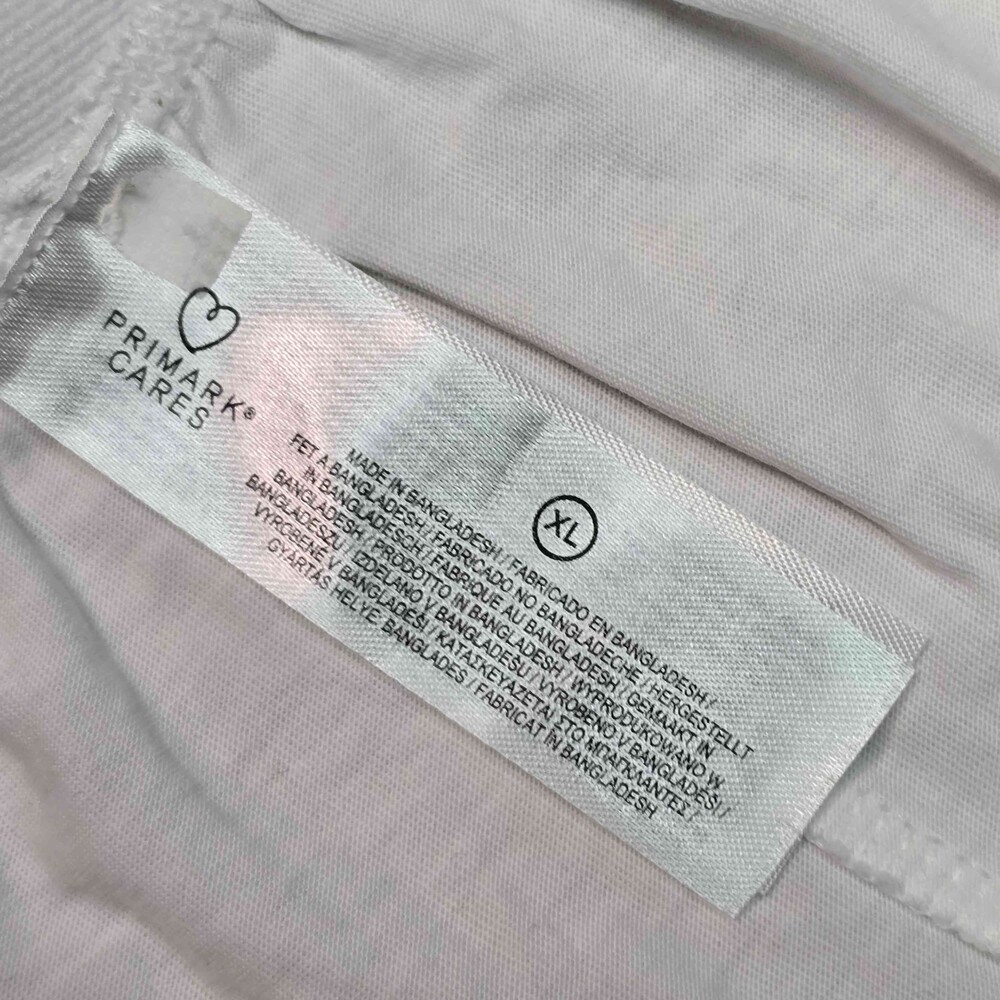 PRIMARK®
CARES
XL
MADE IN BANGLADESH / FABRICADO EN BANGLADESH /
FET A BANGLADESH / FABRICADO NO BANGLADECHE / HERGESTELLT
IN BANGLADESCH / FABRIQUE AU BANGLADESH / GEMAAKT IN
BANGLADESH / PRODOTTO IN BANGLADESH / WYPRODUKOWANO W
BANGLADESZU / IZDELANO V BANGLADEŠU / VYROBENO V BANGLADÉŠI /
VYROBENÉ V BANGLADÉŠI / ΚΑΤΑΣΚΕΥΑΖΕΤΑΙ ΣΤΟ ΜΠΑΓΚΛΑΝΤΕΣ /
GYÁRTÁS HELYE BANGLADES / FABRICAT ÎN BANGLADESH